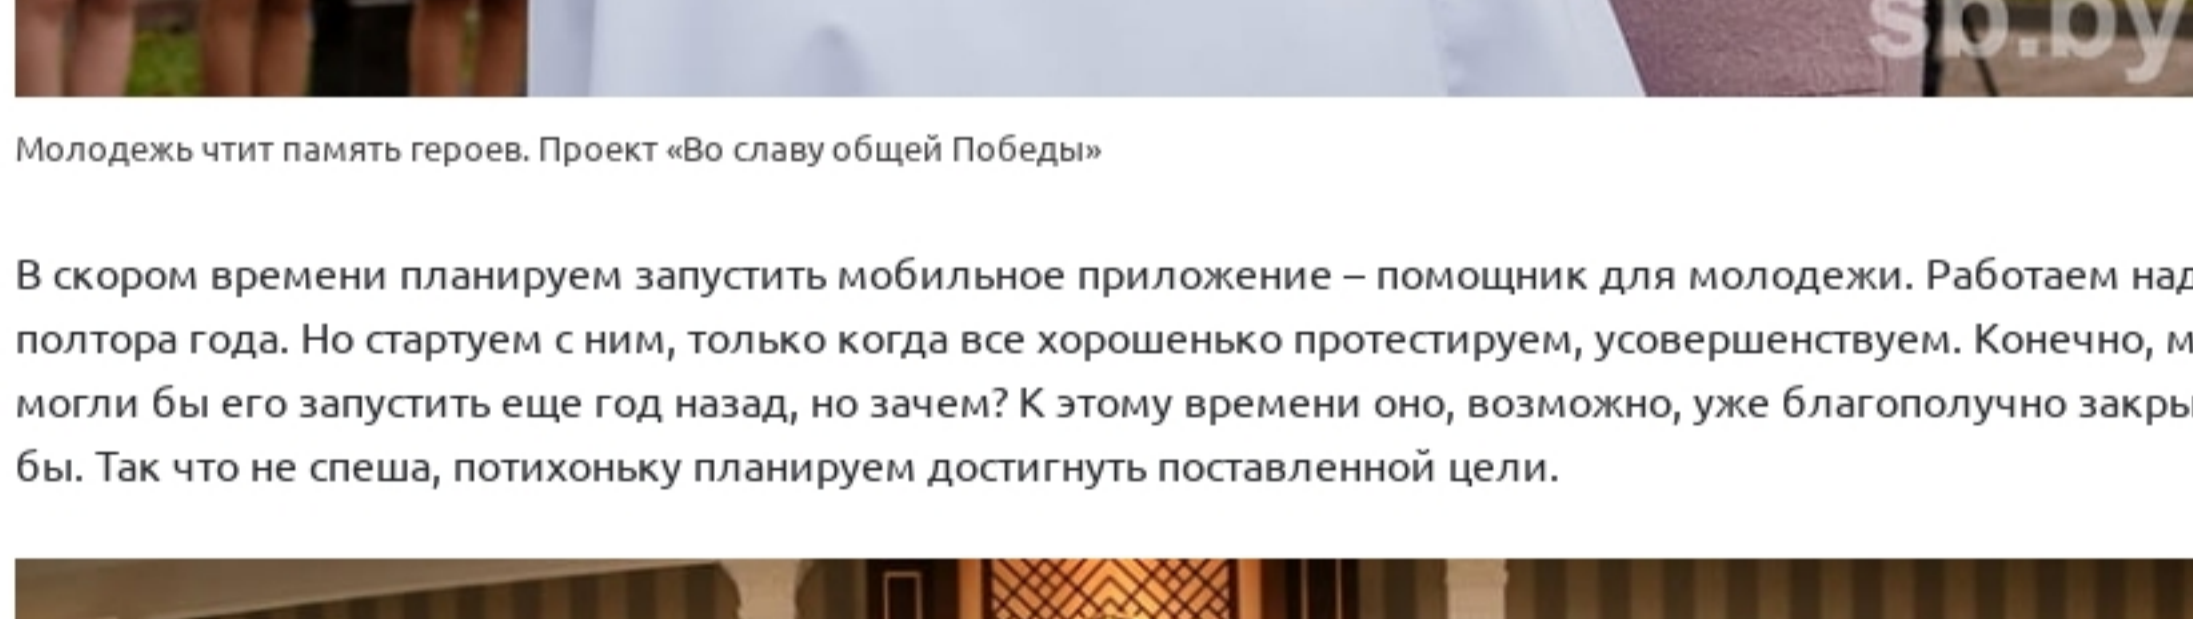 sb.by
Молодежь чтит память героев. Проект «Во славу общей Победы»
В скором времени планируем запустить мобильное приложение – помощник для молодежи. Работаем над
полтора года. Но стартуем с ним, только когда все хорошенько протестируем, усовершенствуем. Конечно, м
могли бы его запустить еще год назад, но зачем? К этому времени оно, возможно, уже благополучно закры
бы. Так что не спеша, потихоньку планируем достигнуть поставленной цели.